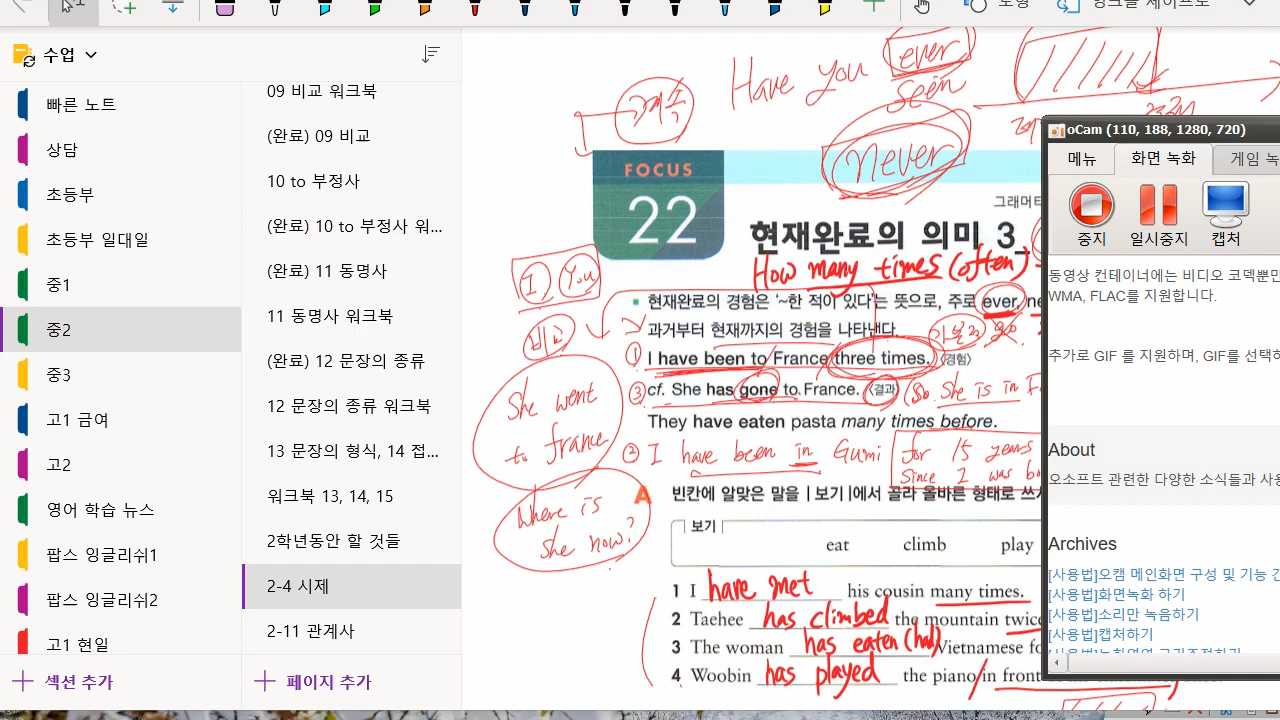 수업
빠른 노트
상담
초등부
초등부 일대일
중1
중2
중3
고1 금여
고2
영어 학습 뉴스
팝스 잉글리쉬1
팝스 잉글리쉬2
고1 현일
섹션 추가
09 비교 워크북
(완료) 09 비교
10 to 부정사
(완료) 10 to 부정사 워...
(완료) 11 동명사
11 동명사 워크북
(완료) 12 문장의 종류
12 문장의 종류 워크북
13 문장의 형식, 14 접...
워크북 13, 14, 15
2학년동안 할 것들
2-4 시제
2-11 관계사
페이지 추가
Have You ever
seen
계속
never
FOCUS
22
그래머
현재완료의 의미 3
How many times (often)
I, You
현재완료의 경험은 '~한 적이 있다'는 뜻으로, 주로 ever,
과거부터 현재까지의 경험을 나타낸다.
비교
① I have been to France three times. <경험>
③ cf. She has gone to France. <결과> (So She is in
They have eaten pasta many times before.
② I have been in Gumi for 15 years
since I was
She went
to france
Where is
she now?
A 빈칸에 알맞은 말을 |보기|에서 골라 올바른 형태로 쓰시
보기
eat climb play
1 I have met his cousin many times.
2 Taehee has climbed the mountain twice
3 The woman has eaten (had) Vietnamese
4 Woobin has played the piano in front
oCam (110, 188, 1280, 720)
메뉴 화면 녹화 게임 녹
중지 일시중지 캡처
동영상 컨테이너에는 비디오 코덱뿐만
WMA, FLAC를 지원합니다.
추가로 GIF 를 지원하며, GIF를 선택하
About
오소프트 관련한 다양한 소식들과 사용
Archives
[사용법]오캠 메인화면 구성 및 기능 간
[사용법]화면녹화 하기
[사용법]소리만 녹음하기
[사용법]캡처하기